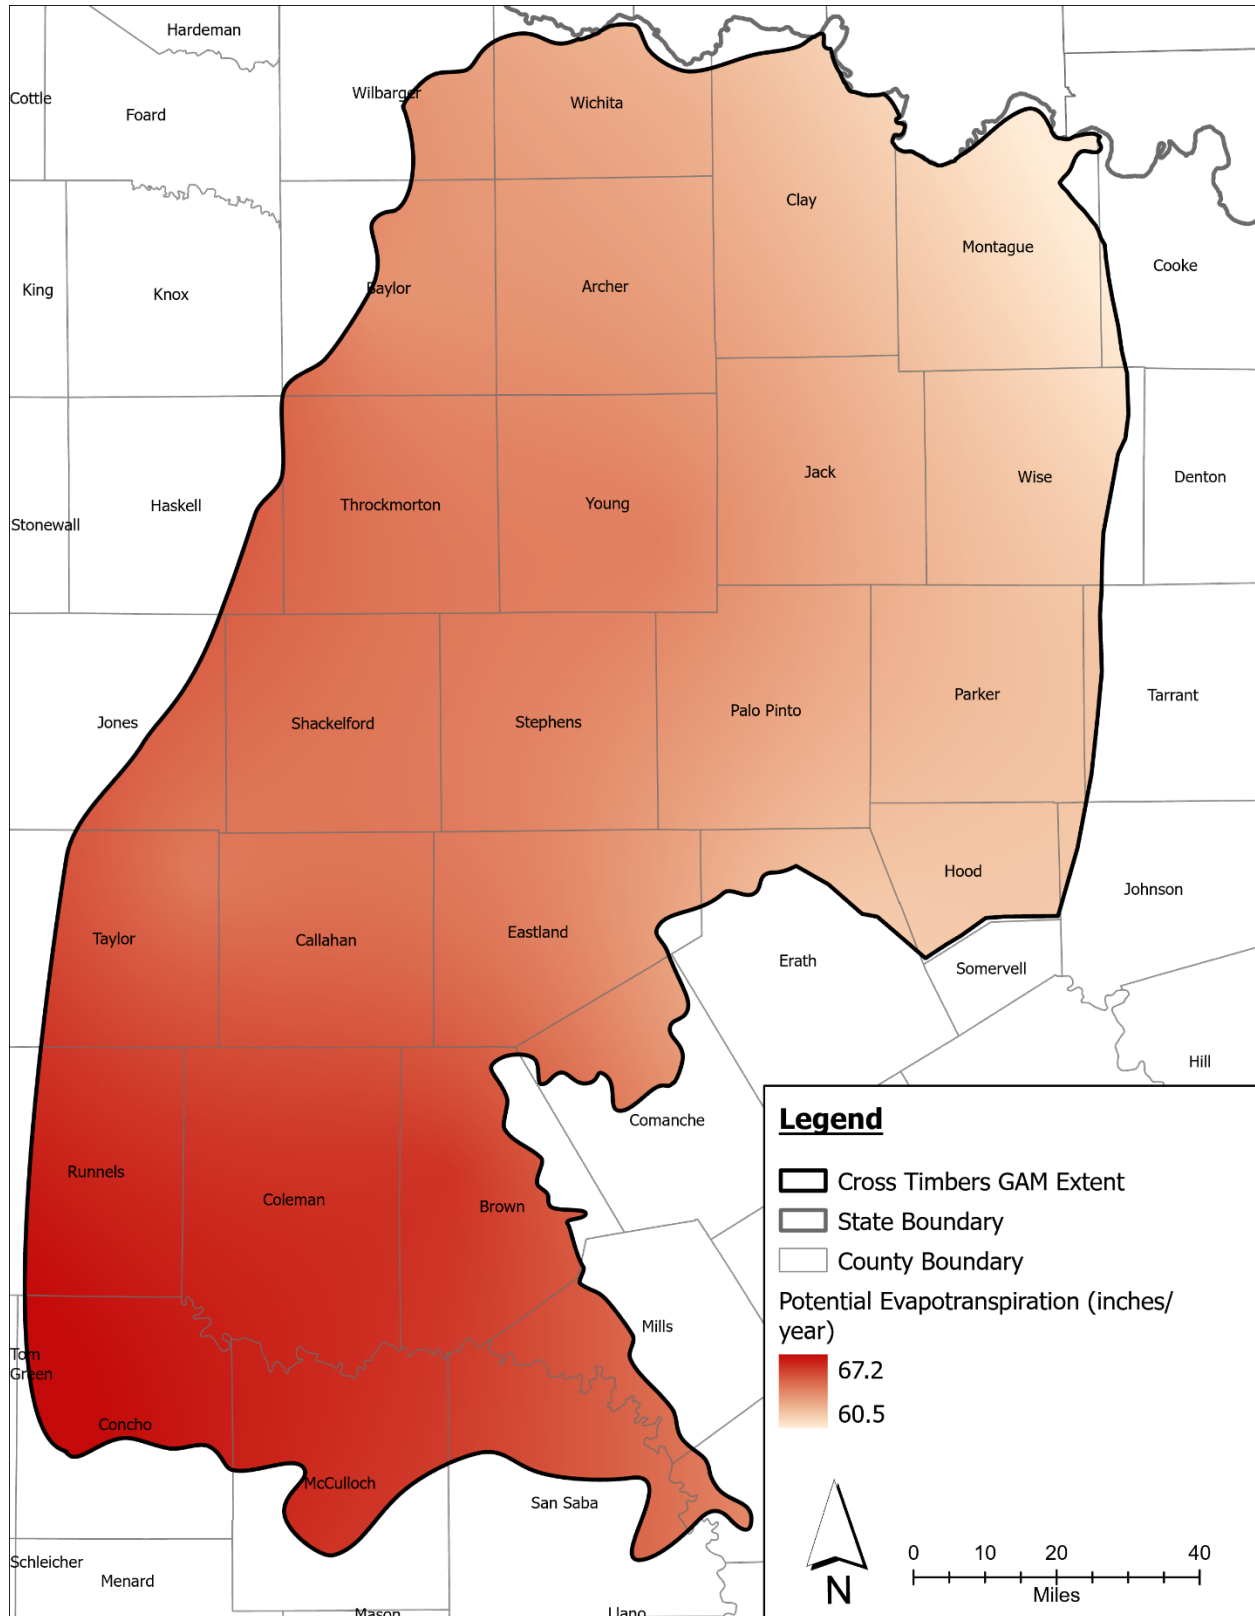 Hardeman
Cottle
Foard
Wilbarger
Wichita
Clay
Montague
Cooke
King
Knox
Baylor
Archer
Stonewall
Haskell
Throckmorton
Young
Jack
Wise
Denton
Jones
Shackelford
Stephens
Palo Pinto
Parker
Tarrant
Taylor
Callahan
Eastland
Erath
Hood
Somervell
Johnson
Hill
Comanche
Runnels
Coleman
Brown
Mills
Tom
Green
Concho
McCulloch
San Saba
Schleicher
Menard
Mason
Llano
Legend
Cross Timbers GAM Extent
State Boundary
County Boundary
Potential Evapotranspiration (inches/
year)
67.2
60.5
N
0 10 20 40
Miles